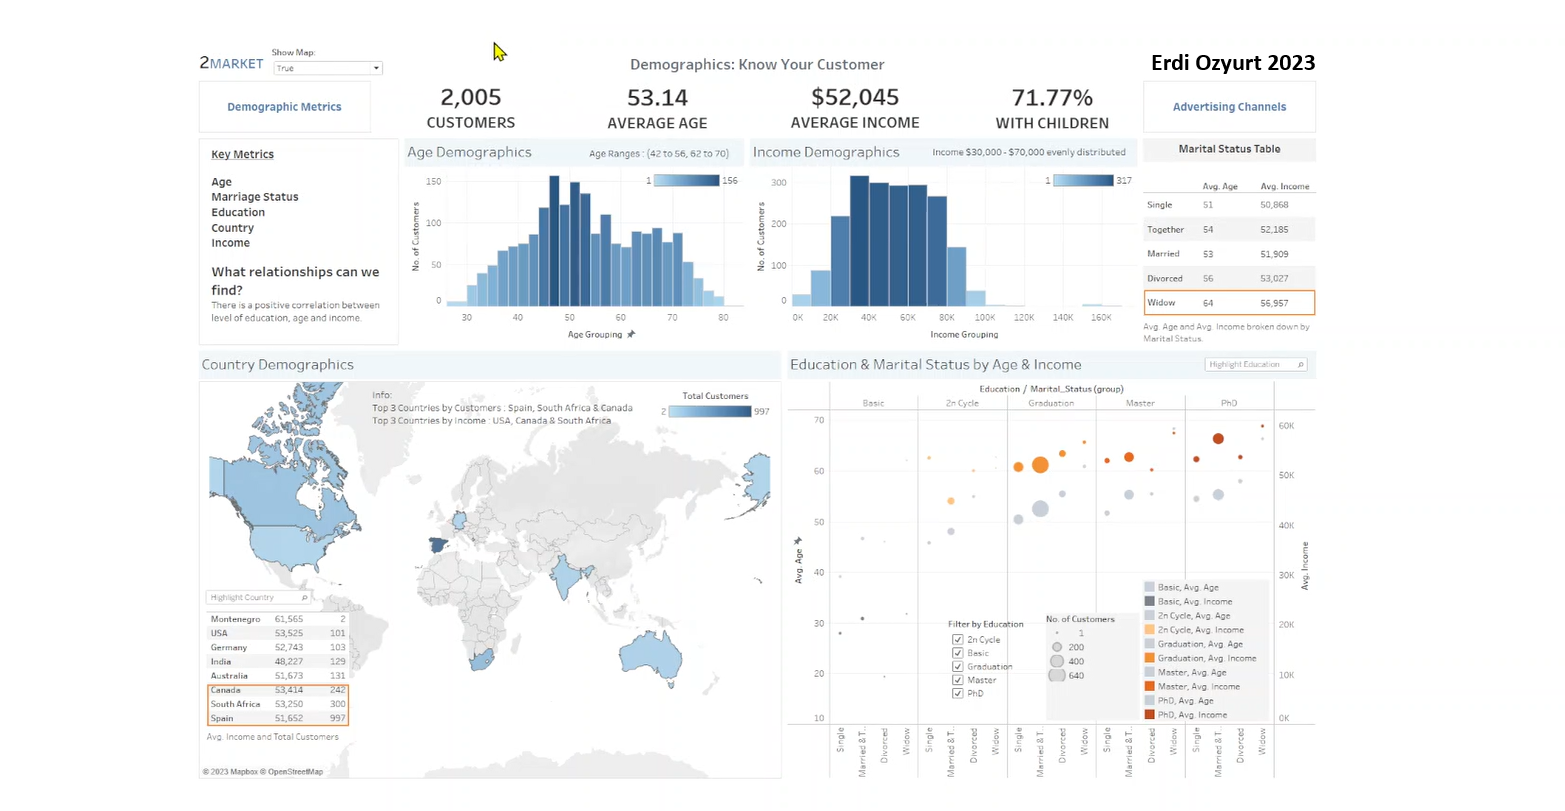 2MARKET
Show Map:
True
Demographics: Know Your Customer
Erdi Ozyurt 2023
Demographic Metrics
2,005
CUSTOMERS
53.14
AVERAGE AGE
$52,045
AVERAGE INCOME
71.77%
WITH CHILDREN
Advertising Channels
Key Metrics
Age
Marriage Status
Education
Country
Income
What relationships can we
find?
There is a positive correlation between
level of education, age and income.
Age Demographics
Age Ranges : (42 to 56, 62 to 70)
1 156
No. of Customers
150
100
50
0
30 40 50 60 70 80
Age Grouping
Income Demographics
Income $30,000 - $70,000 evenly distributed
1 317
No. of Customers
300
200
100
0
0K 20K 40K 60K 80K 100K 120K 140K 160K
Income Grouping
Marital Status Table
Avg. Age Avg. Income
Single 51 50,868
Together 54 52,185
Married 53 51,909
Divorced 56 53,027
Widow 64 56,957
Avg. Age and Avg. Income broken down by
Marital Status.
Country Demographics
Info:
Top 3 Countries by Customers : Spain, South Africa & Canada
Top 3 Countries by Income : USA, Canada & South Africa
Total Customers
2 997
Highlight Country
Montenegro 61,565 2
USA 53,525 101
Germany 52,743 103
India 48,227 129
Australia 51,673 131
Canada 53,414 242
South Africa 53,250 300
Spain 51,652 997
Avg. Income and Total Customers
© 2023 Mapbox © OpenStreetMap
Education & Marital Status by Age & Income
Highlight Education
Education / Marital_Status (group)
Basic 2n Cycle Graduation Master PhD
Avg. Age
70
60
50
40
30
20
10
60K
50K
40K
30K
20K
10K
0K
Avg. Income
Filter by Education
2n Cycle
Basic
Graduation
Master
PhD
No. of Customers
1
200
400
640
Basic, Avg. Age
Basic, Avg. Income
2n Cycle, Avg. Age
2n Cycle, Avg. Income
Graduation, Avg. Age
Graduation, Avg. Income
Master, Avg. Age
Master, Avg. Income
PhD, Avg. Age
PhD, Avg. Income
Single
Married & T..
Divorced
Widow
Single
Married & T..
Divorced
Widow
Single
Married & T..
Divorced
Widow
Single
Married & T..
Divorced
Widow
Single
Married & T..
Divorced
Widow